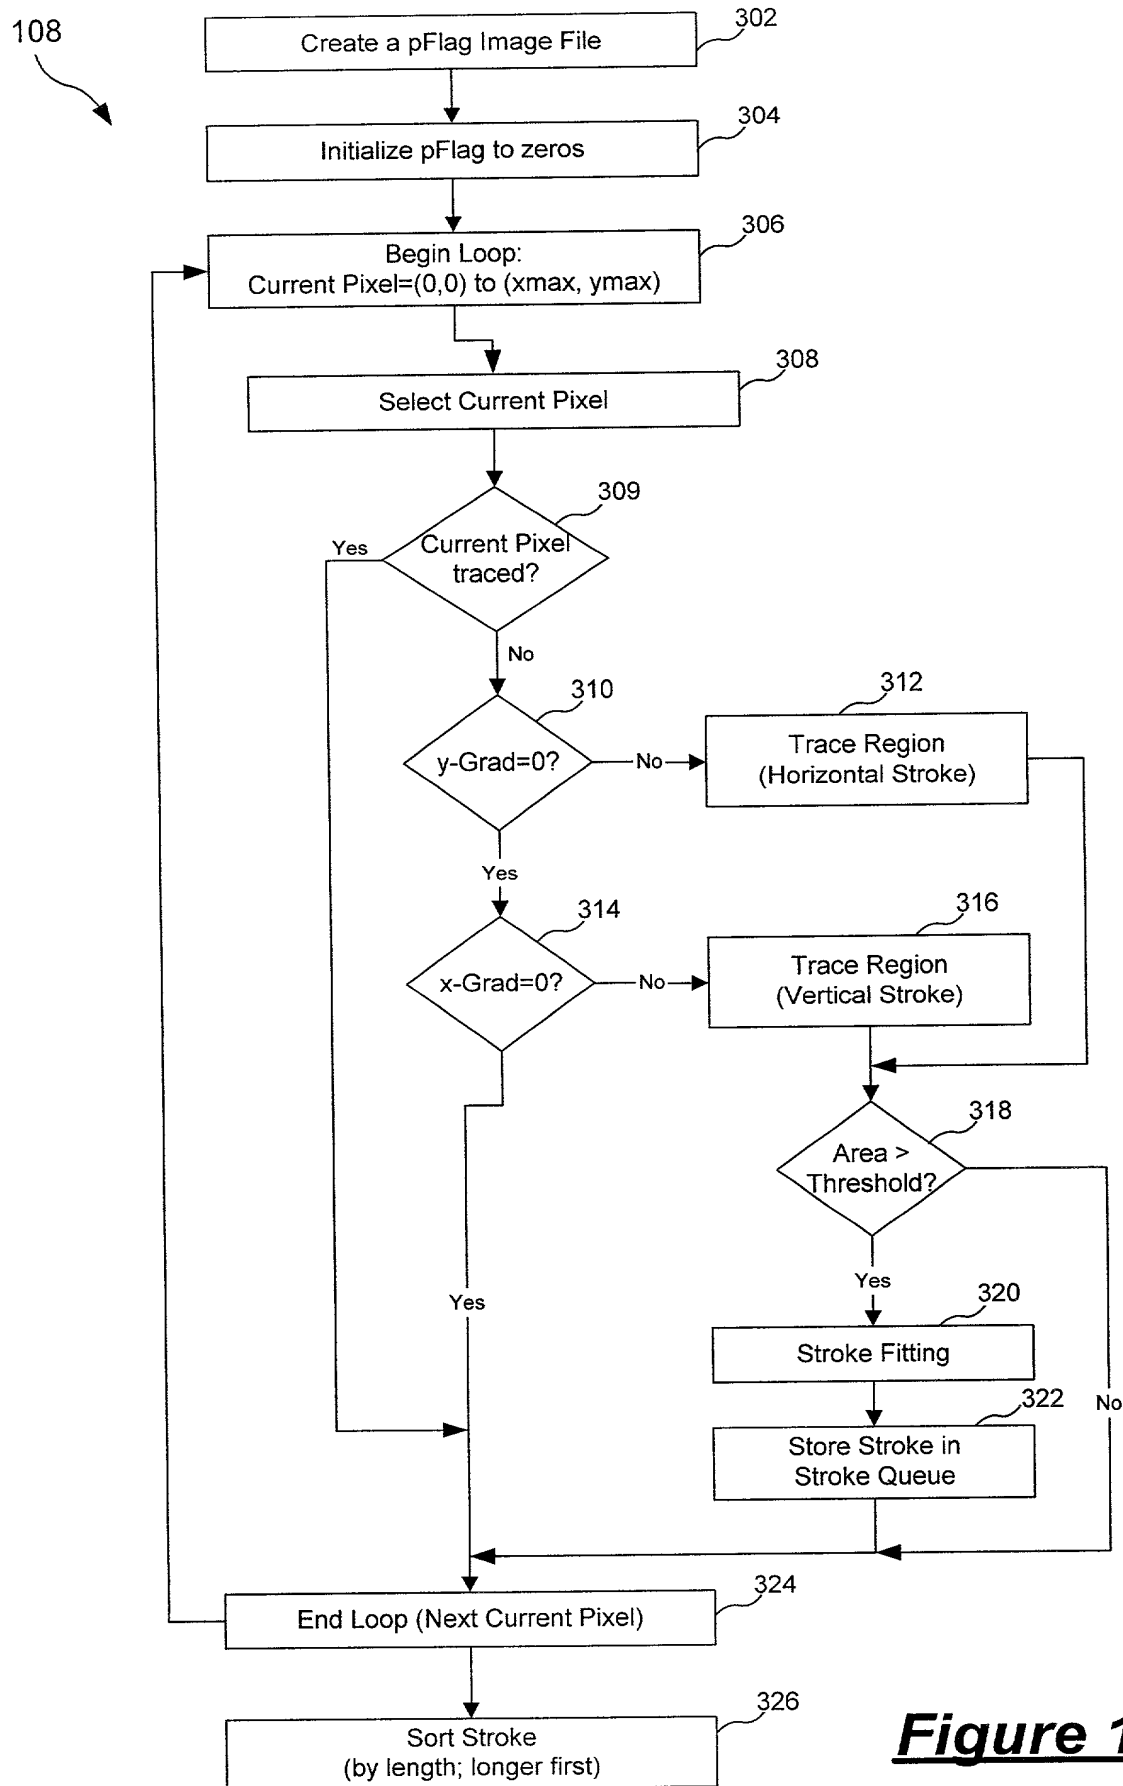 108
302
Create a pFlag Image File
304
Initialize pFlag to zeros
306
Begin Loop:
Current Pixel=(0,0) to (xmax, ymax)
308
Select Current Pixel
309
Yes
Current Pixel
traced?
No
310
312
y-Grad=0?
No
Trace Region
(Horizontal Stroke)
Yes
314
316
x-Grad=0?
No
Trace Region
(Vertical Stroke)
318
Area >
Threshold?
Yes
Yes
320
Stroke Fitting
No
322
Store Stroke in
Stroke Queue
324
End Loop (Next Current Pixel)
326
Sort Stroke
(by length; longer first)
Figure 1